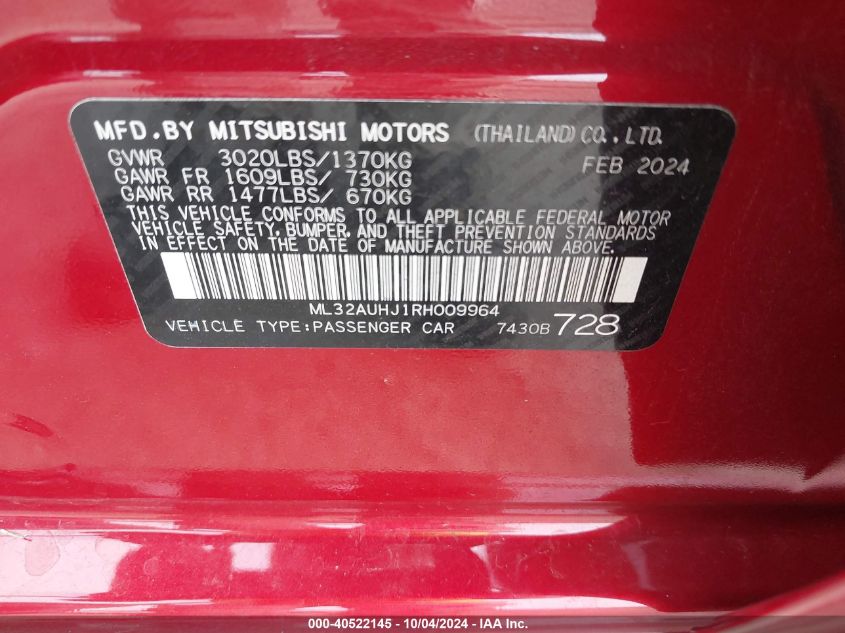 MFD.BY MITSUBISHI MOTORS (THAILAND) CO., LTD.
GVWR 3020LBS/1370KG FEB 2024
GAWR FR 1609LBS/ 730KG
GAWR RR 1477LBS/ 670KG
THIS VEHICLE CONFORMS TO ALL APPLICABLE FEDERAL MOTOR
VEHICLE SAFETY, BUMPER, AND THEFT PREVENTION STANDARDS
IN EFFECT ON THE DATE OF MANUFACTURE SHOWN ABOVE.
ML32AUHJ1RH009964
VEHICLE TYPE:PASSENGER CAR 7430B 728
000-40522145 - 10/04/2024 - IAA Inc.